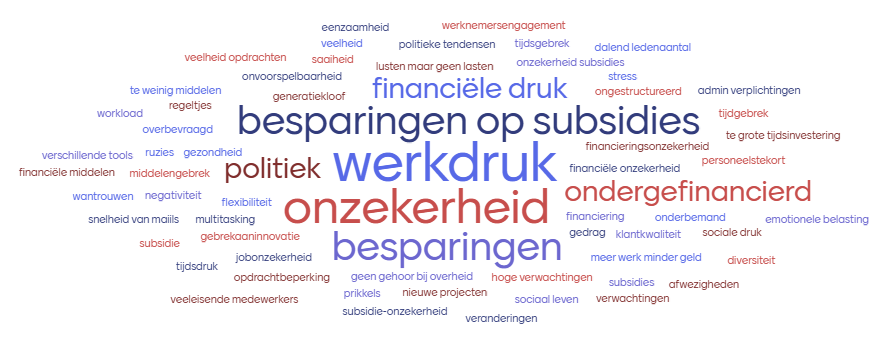 eenzaamheid
werknemersengagement
veelheid
politieke tendensen
tijdsgebrek
dalend ledenaantal
veelheid opdrachten
saaiheid
lusten maar geen lasten
onzekerheid subsidies
onvoorspelbaarheid
stress
te weinig middelen
generatiekloof
financiële druk
ongestructureerd
admin verplichtingen
regeltjes
workload
besparingen op subsidies
tijdgebrek
overbevraagd
te grote tijdsinvestering
verschillende tools
ruzies
gezondheid
financieringsonzekerheid
werkdruk
personeelstekort
financiële middelen
middelengebrek
politiek
financiële onzekerheid
wantrouwen
negativiteit
flexibiliteit
ondergefinancierd
snelheid van maiils
multitasking
onzekerheid
financiering
onderbemand
emotionele belasting
subsidie
gebrekaaninnovatie
gedrag
klantkwaliteit
sociale druk
besparingen
tijdsdruk
jobonzekerheid
meer werk minder geld
diversiteit
opdrachtbeperking
geen gehoor bij overheid
hoge verwachtingen
subsidies
afwezigheden
veeleisende medewerkers
prikkels
nieuwe projecten
sociaal leven
verwachtingen
subsidie-onzekerheid
veranderingen